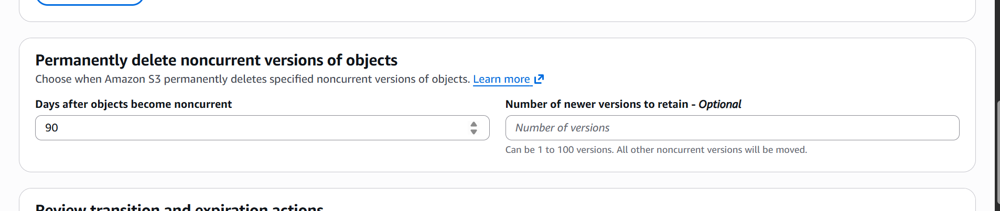 Permanently delete noncurrent versions of objects
Choose when Amazon S3 permanently deletes specified noncurrent versions of objects. Learn more
Days after objects become noncurrent
90
Number of newer versions to retain - Optional
Number of versions
Can be 1 to 100 versions. All other noncurrent versions will be moved.
Review transition and expiration actions